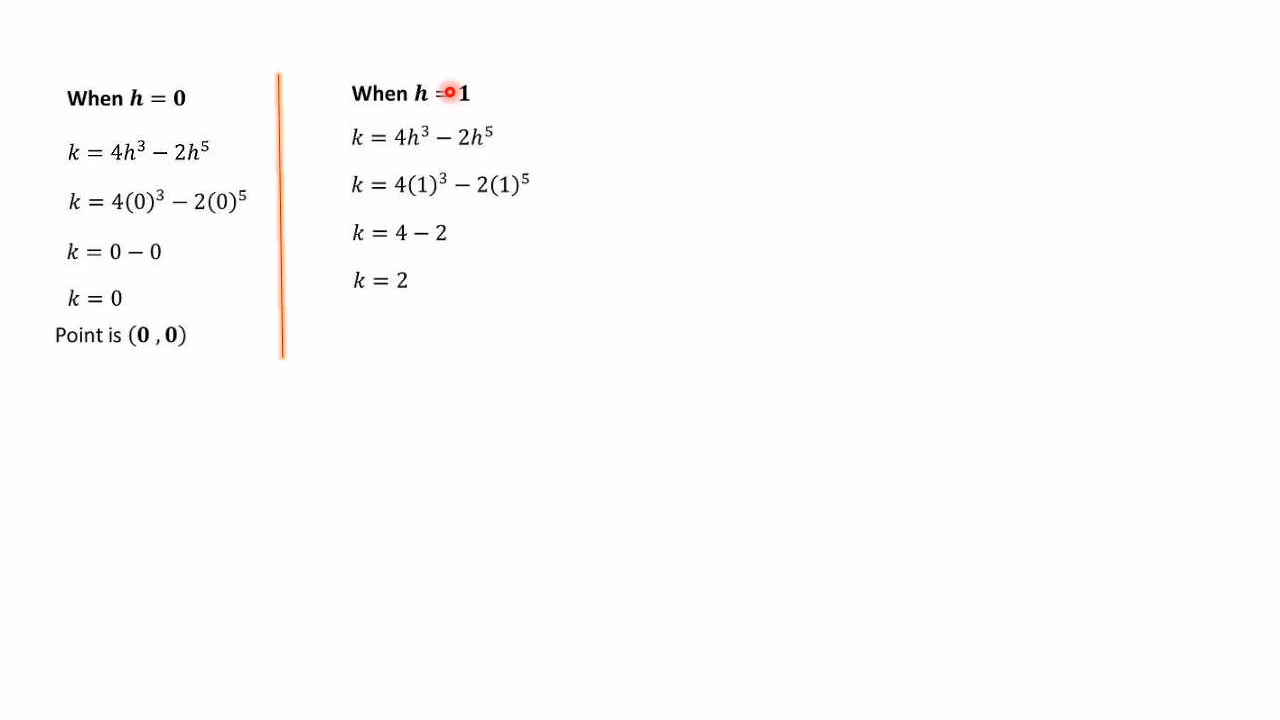 When h = 0
k = 4h³ − 2h⁵
k = 4(0)³ − 2(0)⁵
k = 0 − 0
k = 0
Point is (0 , 0)
When h = 1
k = 4h³ − 2h⁵
k = 4(1)³ − 2(1)⁵
k = 4 − 2
k = 2